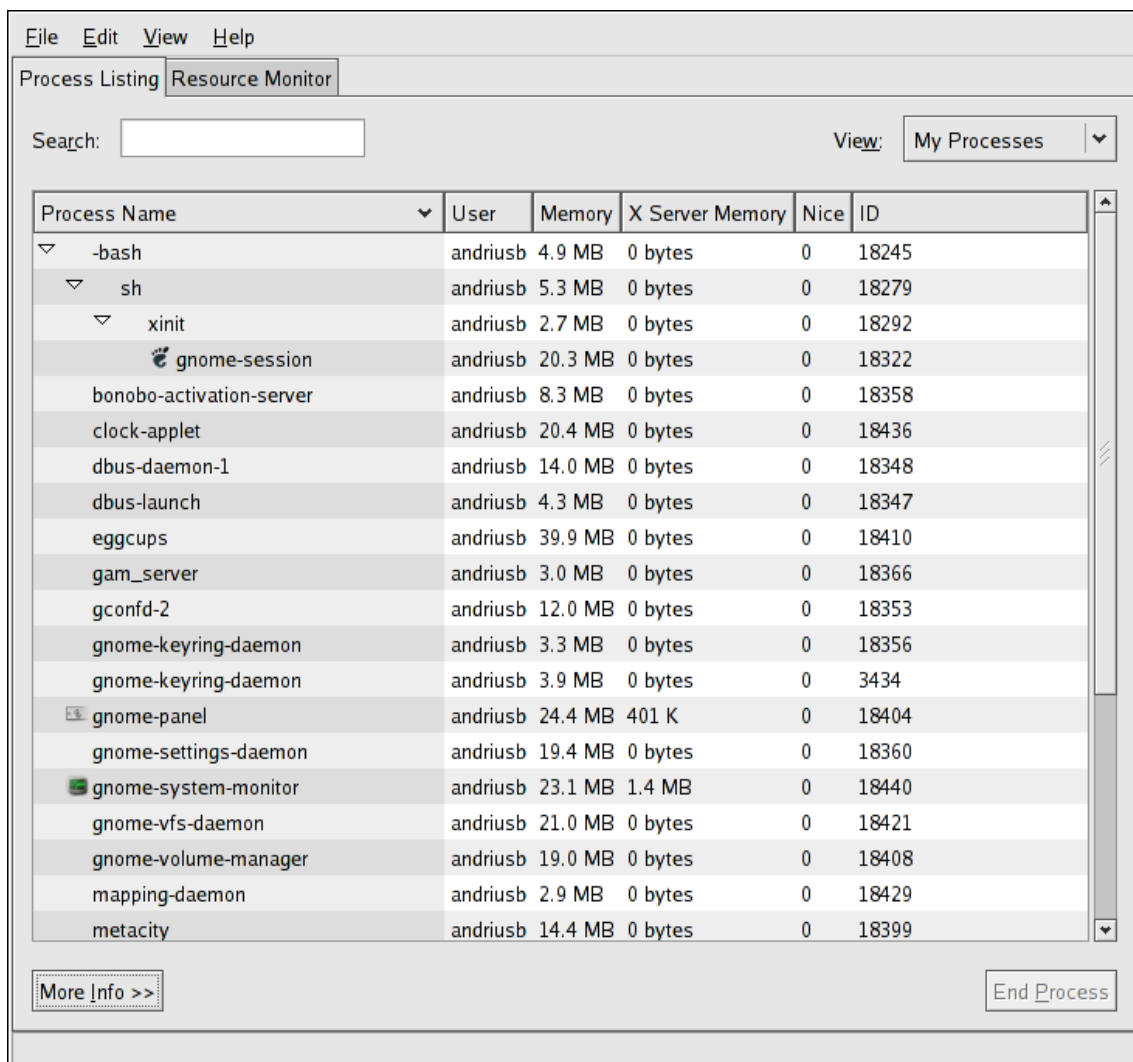 File Edit View Help
Process Listing Resource Monitor
Search: View: My Processes
Process Name User Memory X Server Memory Nice ID
-bash andriusb 4.9 MB 0 bytes 0 18245
sh andriusb 5.3 MB 0 bytes 0 18279
xinit andriusb 2.7 MB 0 bytes 0 18292
gnome-session andriusb 20.3 MB 0 bytes 0 18322
bonobo-activation-server andriusb 8.3 MB 0 bytes 0 18358
clock-applet andriusb 20.4 MB 0 bytes 0 18436
dbus-daemon-1 andriusb 14.0 MB 0 bytes 0 18348
dbus-launch andriusb 4.3 MB 0 bytes 0 18347
eggcups andriusb 39.9 MB 0 bytes 0 18410
gam_server andriusb 3.0 MB 0 bytes 0 18366
gconfd-2 andriusb 12.0 MB 0 bytes 0 18353
gnome-keyring-daemon andriusb 3.3 MB 0 bytes 0 18356
gnome-keyring-daemon andriusb 3.9 MB 0 bytes 0 3434
gnome-panel andriusb 24.4 MB 401 K 0 18404
gnome-settings-daemon andriusb 19.4 MB 0 bytes 0 18360
gnome-system-monitor andriusb 23.1 MB 1.4 MB 0 18440
gnome-vfs-daemon andriusb 21.0 MB 0 bytes 0 18421
gnome-volume-manager andriusb 19.0 MB 0 bytes 0 18408
mapping-daemon andriusb 2.9 MB 0 bytes 0 18429
metacity andriusb 14.4 MB 0 bytes 0 18399
More Info >> End Process